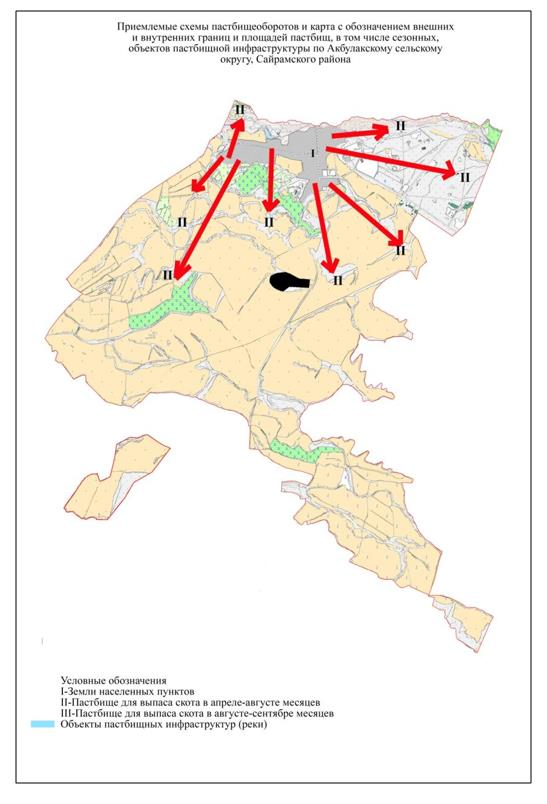 Приемлемые схемы пастбищеоборотов и карта с обозначением внешних
и внутренних границ и площадей пастбищ, в том числе сезонных,
объектов пастбищной инфраструктуры по Акбулакскому сельскому
округу, Сайрамского района
II
II
I
II
II
II
II
II
II
Условные обозначения
I-Земли населенных пунктов
II-Пастбище для выпаса скота в апреле-августе месяцев
III-Пастбище для выпаса скота в августе-сентябре месяцев
Объекты пастбищных инфраструктур (реки)